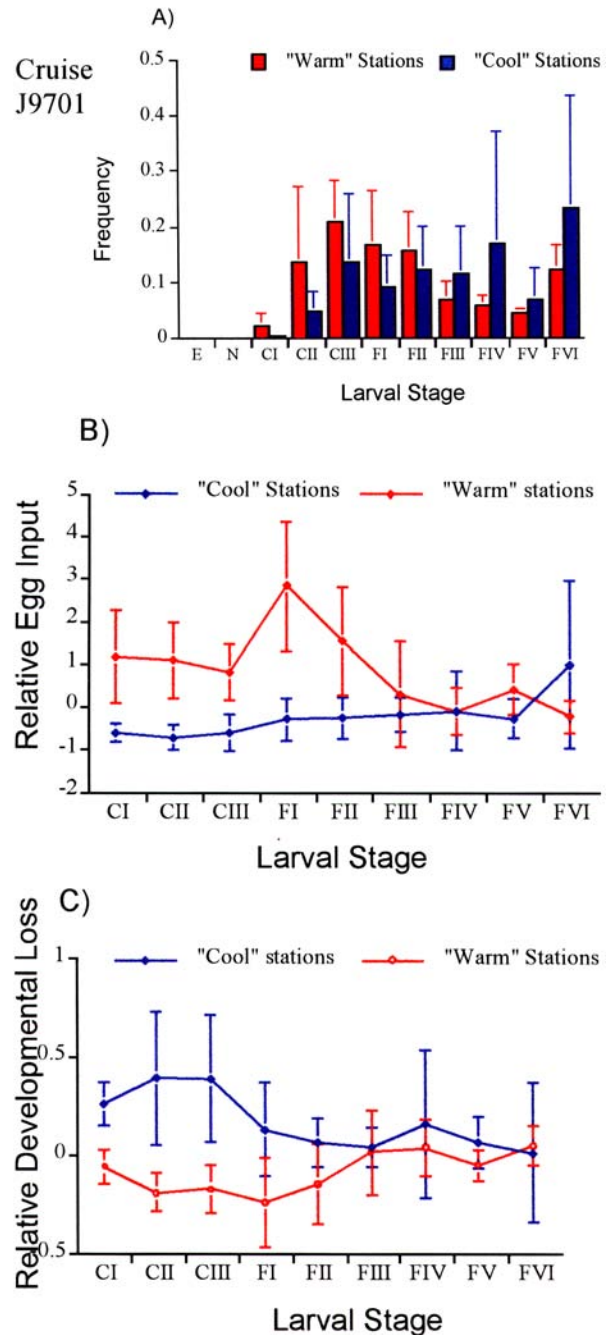 A)
Cruise
J9701
"Warm" Stations "Cool" Stations
Frequency
0.5
0.4
0.3
0.2
0.1
0
E N CI CII CIII FI FII FIII FIV FV FVI
Larval Stage
B)
"Cool" Stations "Warm" stations
Relative Egg Input
5
4
3
2
1
0
-1
-2
CI CII CIII FI FII FIII FIV FV FVI
Larval Stage
C)
"Cool" stations "Warm" Stations
Relative Developmental Loss
1
0.5
0
0.5
CI CII CIII FI FII FIII FIV FV FVI
Larval Stage